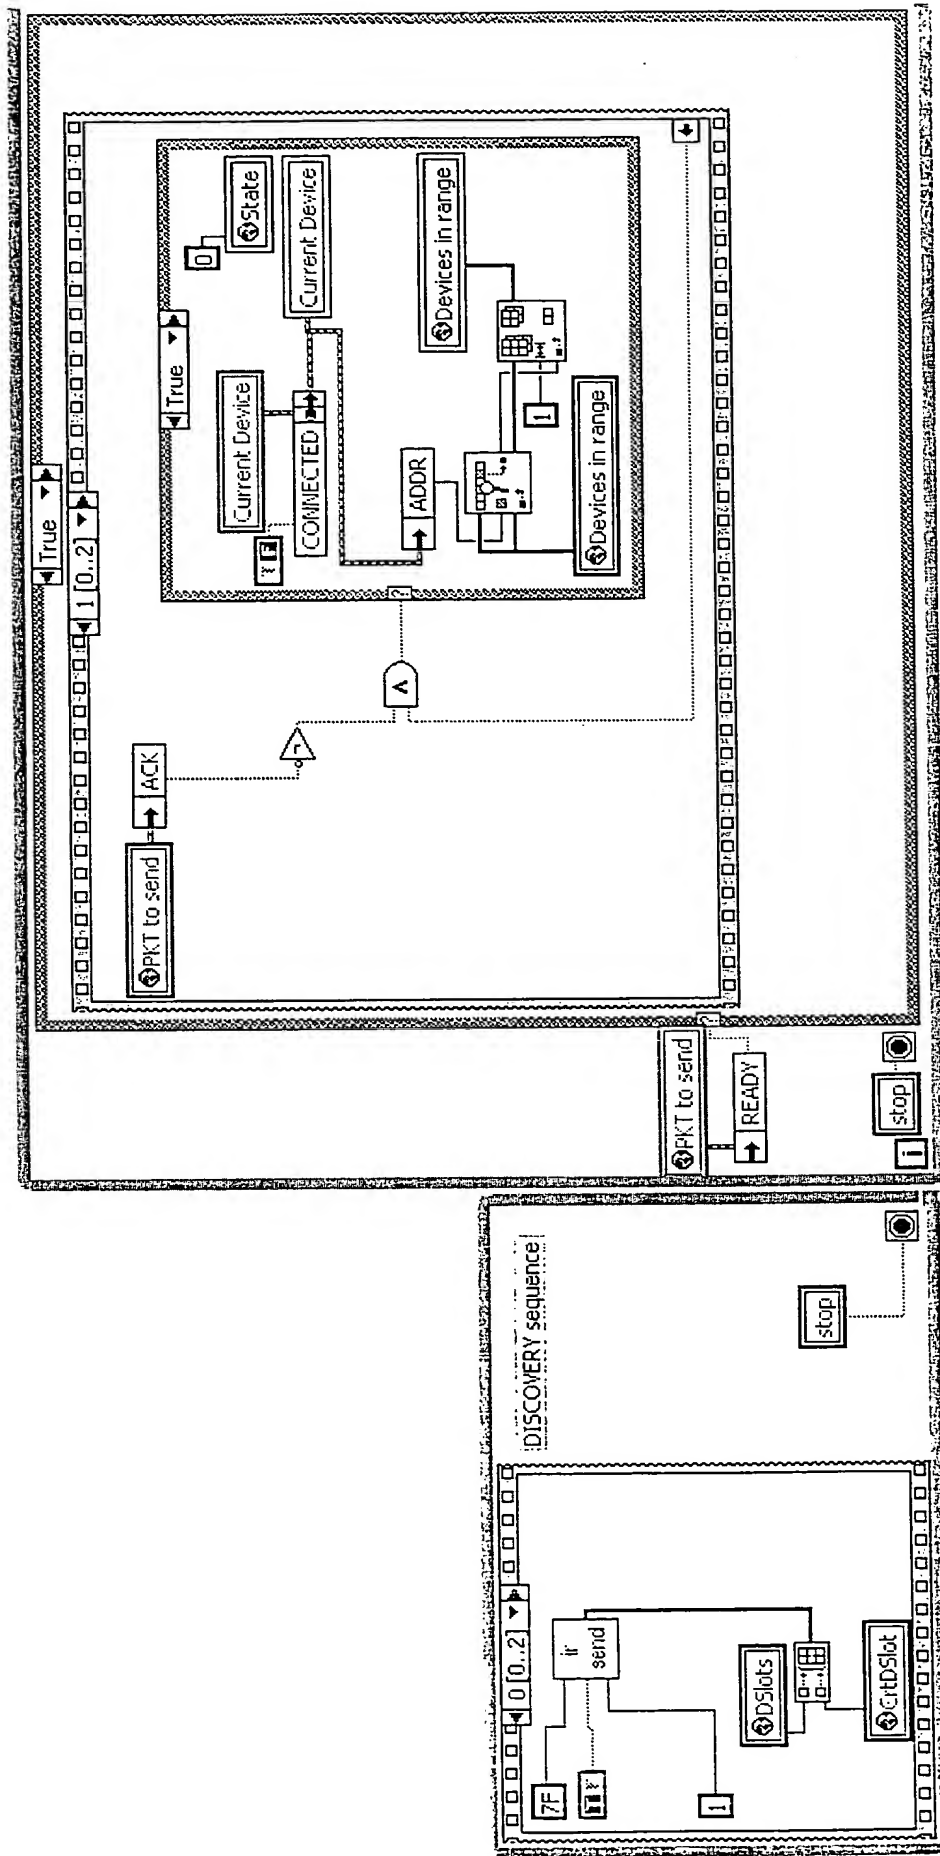 True
1 [0..2]
PKT to send
ACK
True
0
State
Current Device
CONNECTED
Current Device
ADDR
Devices in range
1
Devices in range
?
?
PKT to send
READY
stop
i
DISCOVERY sequence
0 [0..2]
7F
ir
send
1
DSlots
CrtDSlot
stop